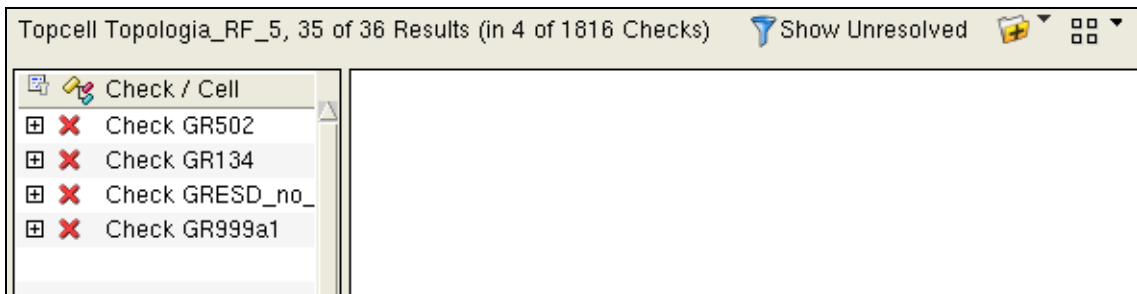 Topcell Topologia_RF_5, 35 of 36 Results (in 4 of 1816 Checks) Show Unresolved
Check / Cell
Check GR502
Check GR134
Check GRESD_no_
Check GR999a1